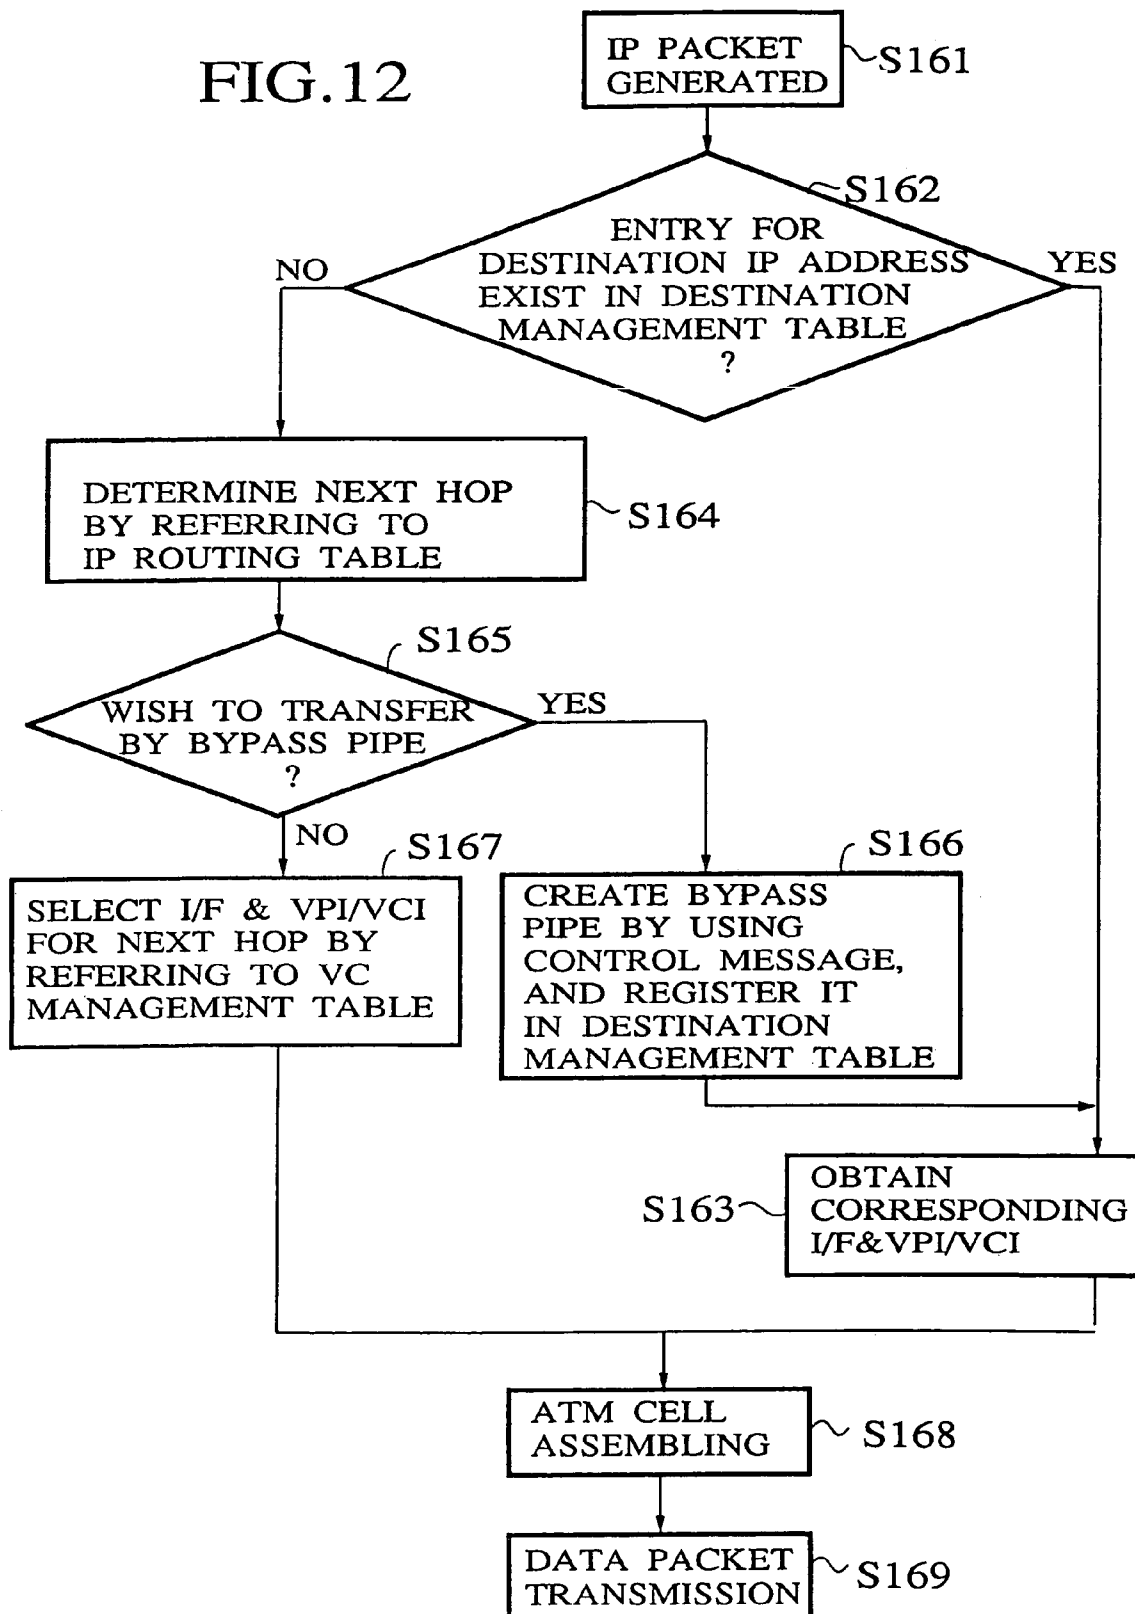 FIG.12
IP PACKET
GENERATED
S161
S162
ENTRY FOR
DESTINATION IP ADDRESS
EXIST IN DESTINATION
MANAGEMENT TABLE
?
NO
YES
DETERMINE NEXT HOP
BY REFERRING TO
IP ROUTING TABLE
S164
S165
WISH TO TRANSFER
BY BYPASS PIPE
?
YES
NO
S167
SELECT I/F & VPI/VCI
FOR NEXT HOP BY
REFERRING TO VC
MANAGEMENT TABLE
S166
CREATE BYPASS
PIPE BY USING
CONTROL MESSAGE,
AND REGISTER IT
IN DESTINATION
MANAGEMENT TABLE
S163
OBTAIN
CORRESPONDING
I/F&VPI/VCI
ATM CELL
ASSEMBLING
S168
DATA PACKET
TRANSMISSION
S169